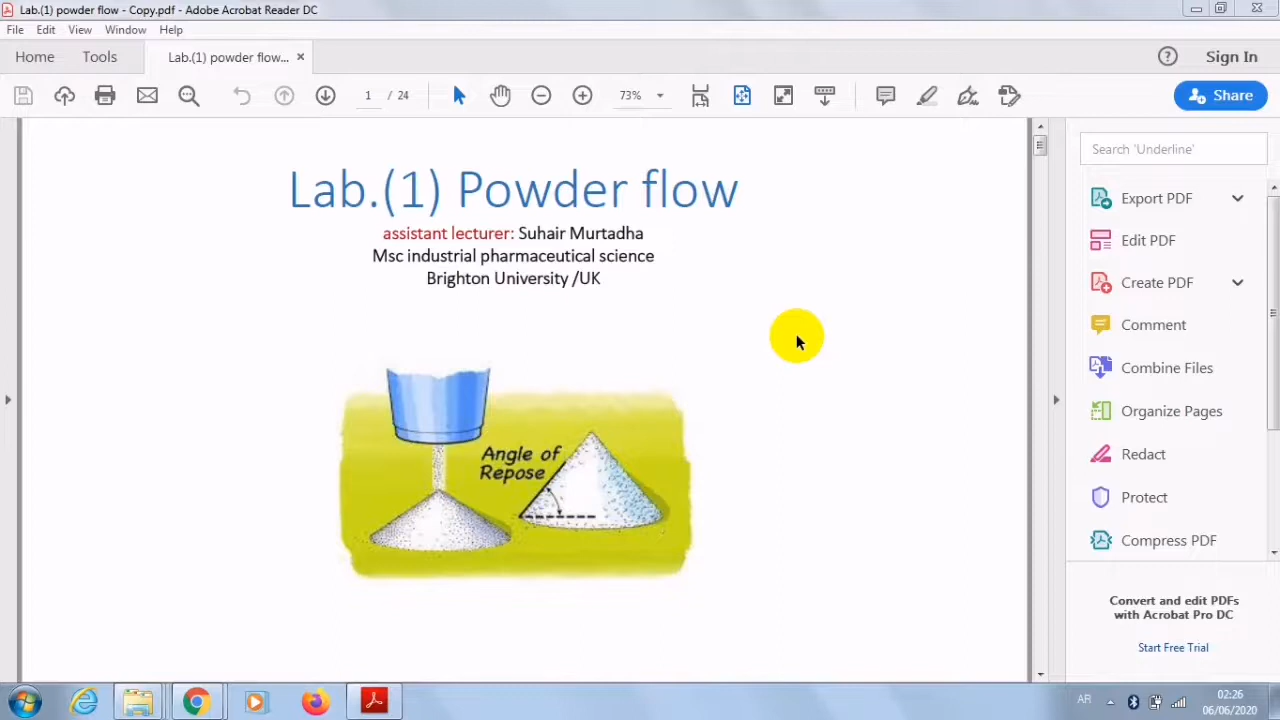 Lab.(1) powder flow - Copy.pdf - Adobe Acrobat Reader DC
File Edit View Window Help
Home Tools Lab.(1) powder flow... × Sign In
1 / 24 73% Share
Lab.(1) Powder flow
assistant lecturer: Suhair Murtadha
Msc industrial pharmaceutical science
Brighton University /UK
Angle of
Repose
Search 'Underline'
Export PDF
Edit PDF
Create PDF
Comment
Combine Files
Organize Pages
Redact
Protect
Compress PDF
Convert and edit PDFs
with Acrobat Pro DC
Start Free Trial
AR 02:26
06/06/2020